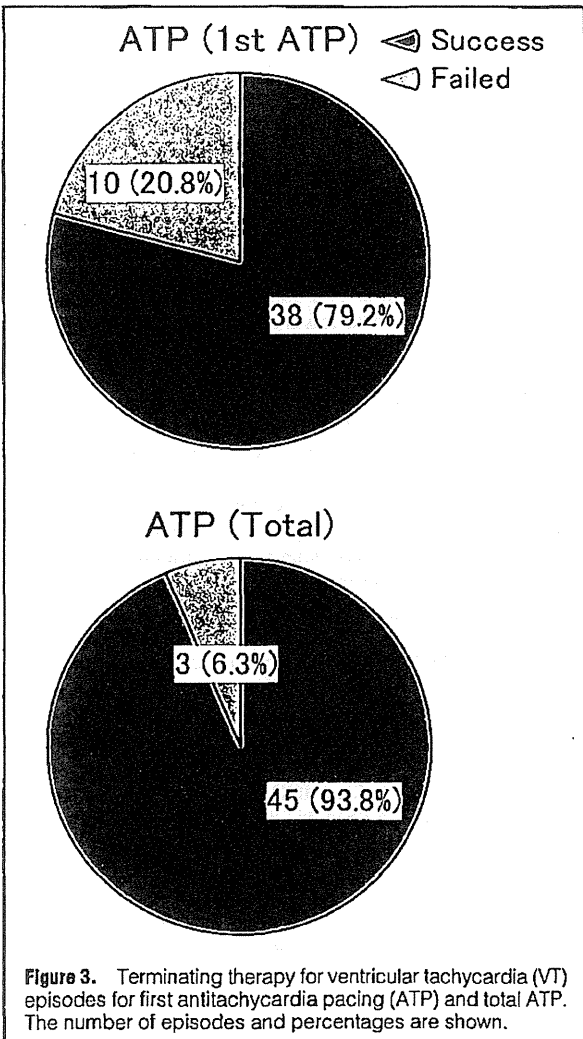 ATP (1st ATP)
Success
Failed
10 (20.8%)
38 (79.2%)
ATP (Total)
3 (6.3%)
45 (93.8%)
Figure 3. Terminating therapy for ventricular tachycardia (VT)
episodes for first antitachycardia pacing (ATP) and total ATP.
The number of episodes and percentages are shown.